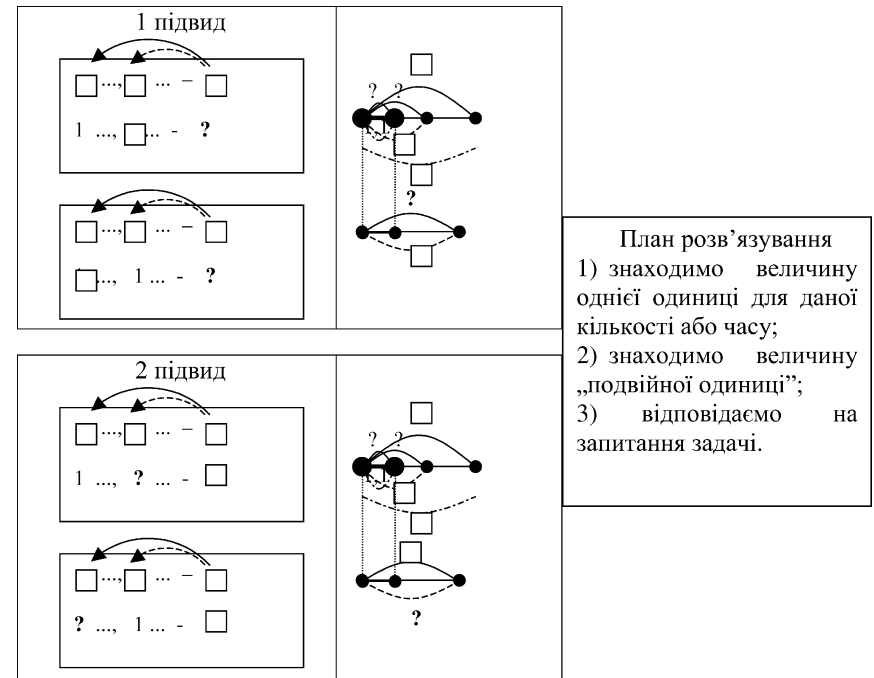 1 підвид
..., ... –
1 ..., ... - ?
..., ... –
..., 1 ... - ?
? ?
?
2 підвид
..., ... –
1 ..., ? ... -
..., ... –
? ..., 1 ... -
? ?
?
План розв’язування
1) знаходимо величину
однієї одиниці для даної
кількості або часу;
2) знаходимо величину
„подвійної одиниці”;
3) відповідаємо на
запитання задачі.